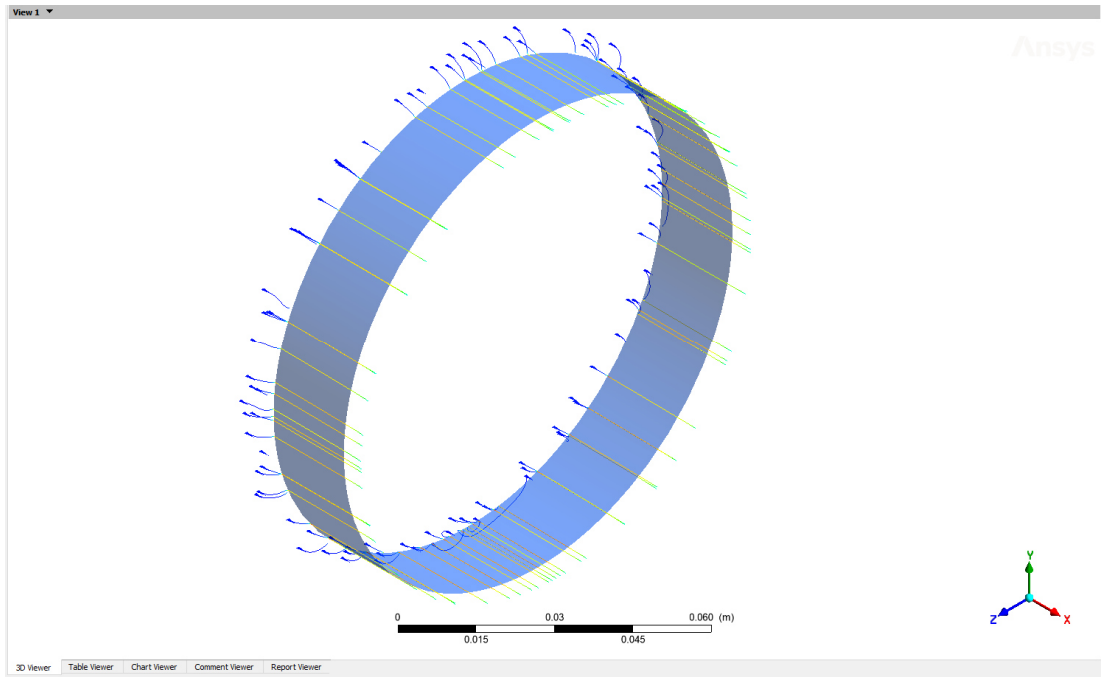 View 1
Ansys
0 0.03 0.060 (m)
0.015 0.045
Y
Z X
3D Viewer Table Viewer Chart Viewer Comment Viewer Report Viewer